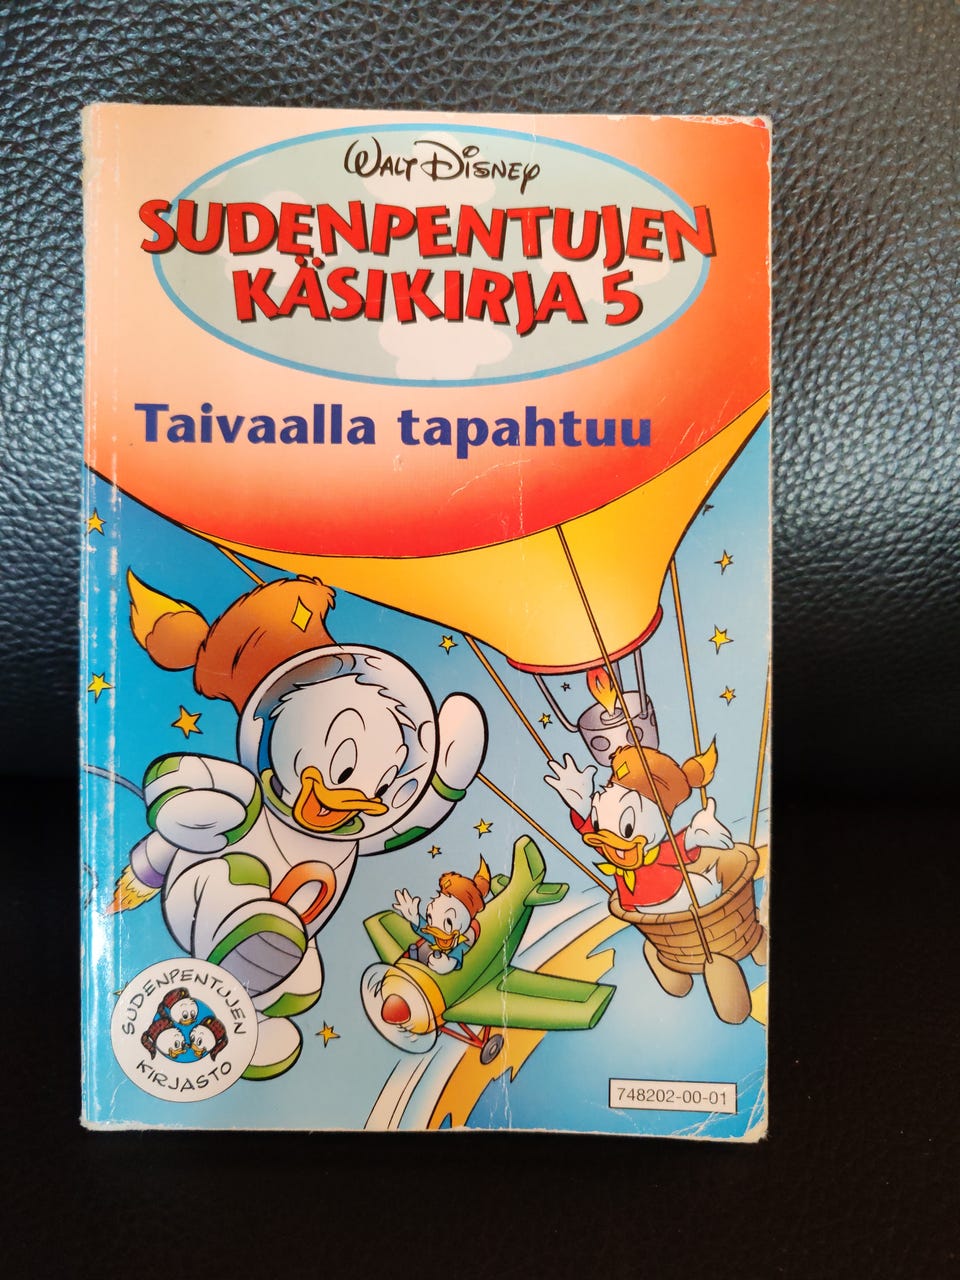 WALT DISNEY
SUDENPENTUJEN
KÄSIKIRJA 5
Taivaalla tapahtuu
SUDENPENTUJEN
KIRJASTO
748202-00-01